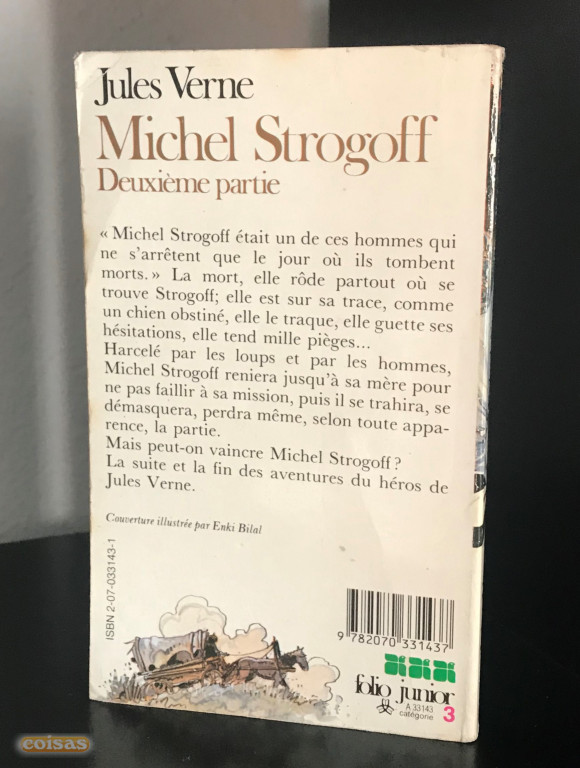 Jules Verne
Michel Strogoff
Deuxième partie
« Michel Strogoff était un de ces hommes qui
ne s'arrêtent que le jour où ils tombent
morts. » La mort, elle rôde partout où se
trouve Strogoff; elle est sur sa trace, comme
un chien obstiné, elle le traque, elle guette ses
hésitations, elle tend mille pièges...
Harcelé par les loups et par les hommes,
Michel Strogoff reniera jusqu'à sa mère pour
ne pas faillir à sa mission, puis il se trahira, se
démasquera, perdra même, selon toute appa-
rence, la partie.
Mais peut-on vaincre Michel Strogoff ?
La suite et la fin des aventures du héros de
Jules Verne.
Couverture illustrée par Enki Bilal
ISBN 2-07-033143-1
9 782070 331437
folio junior
A 33143
catégorie 3
coisas